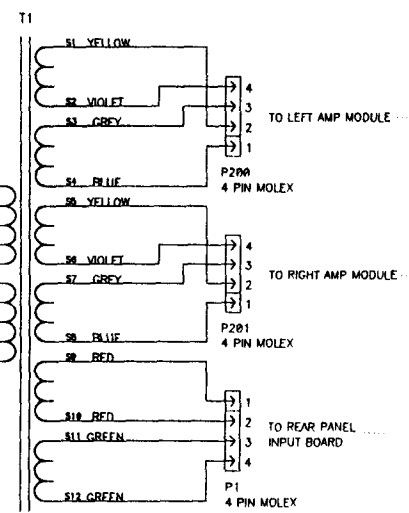 T1
S1 YELLOW
S2 VIOLET
S3 GREY
S4 BLUE
4
3
2
1
TO LEFT AMP MODULE
P200
4 PIN MOLEX
S5 YELLOW
S6 VIOLET
S7 GREY
S8 BLUE
4
3
2
1
TO RIGHT AMP MODULE
P201
4 PIN MOLEX
S9 RED
S10 RED
S11 GREEN
S12 GREEN
1
2
3
4
TO REAR PANEL
INPUT BOARD
P1
4 PIN MOLEX